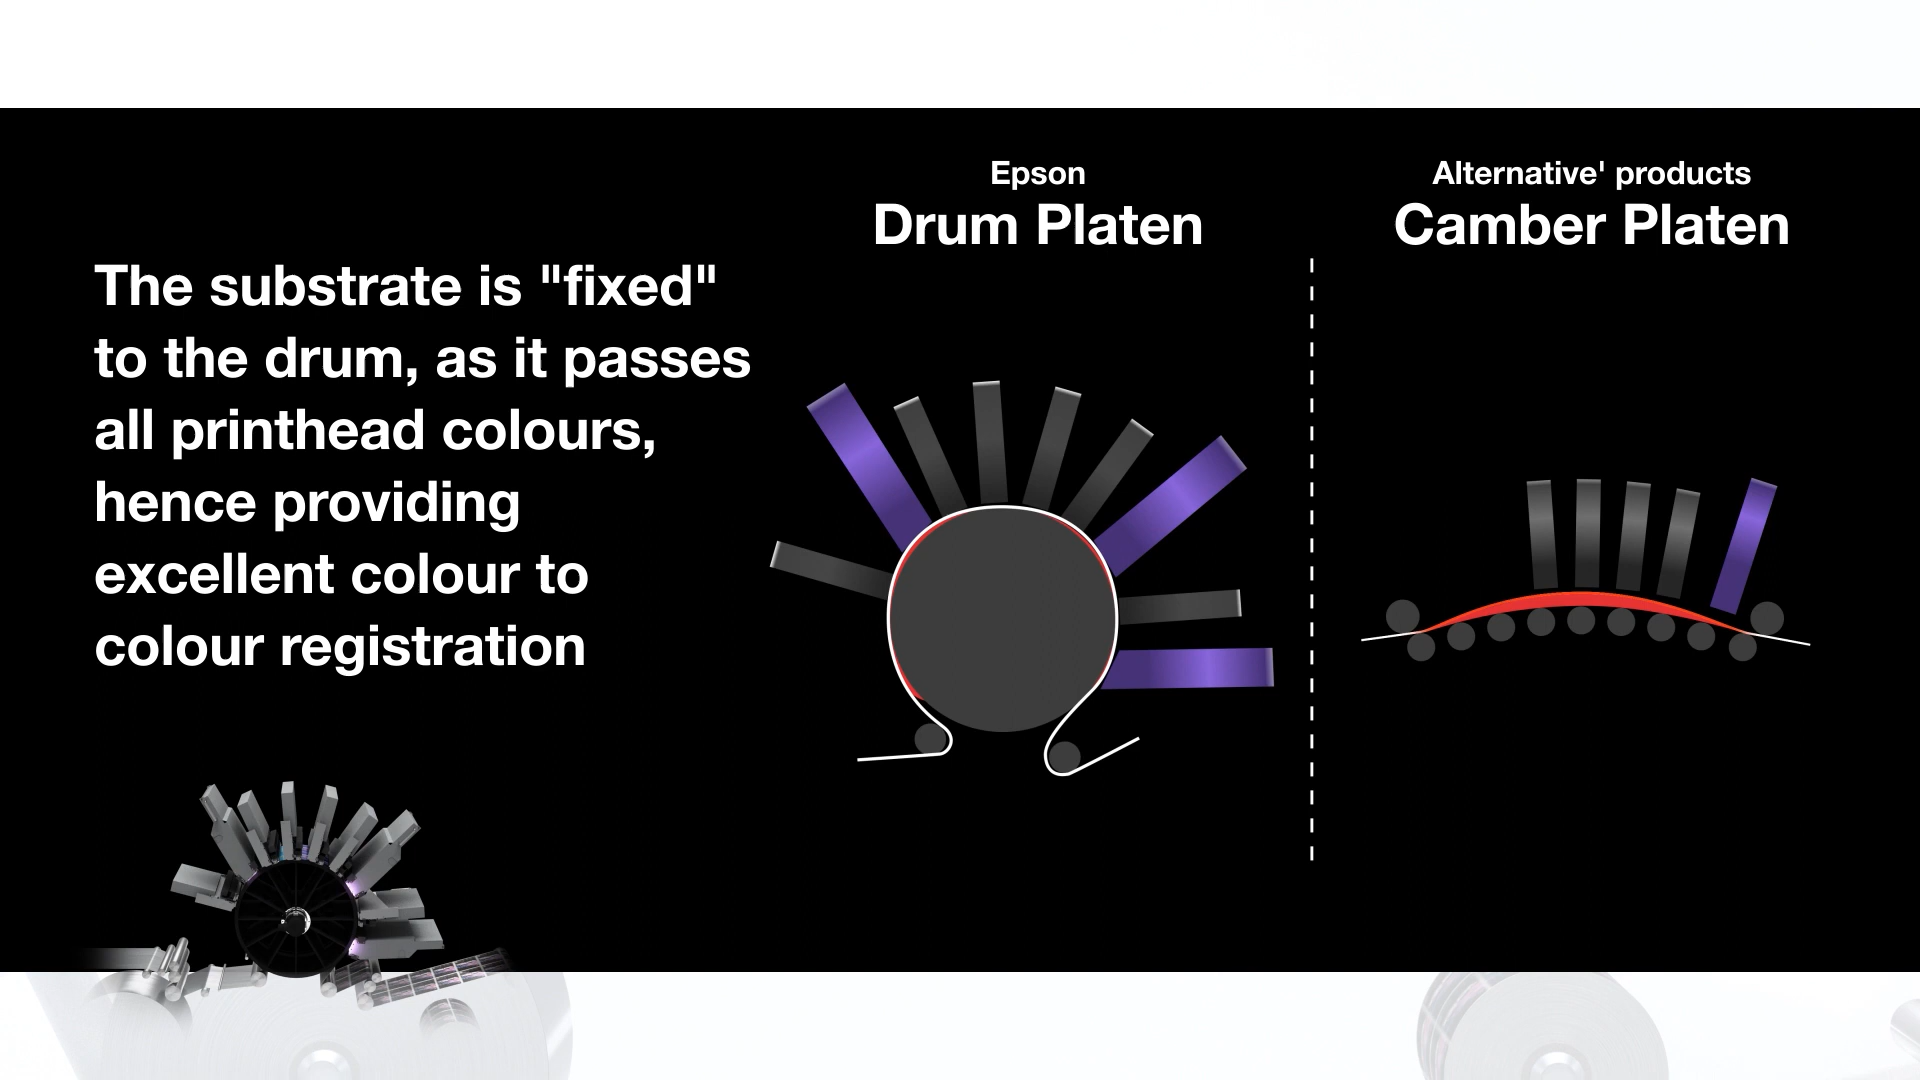 Epson
Drum Platen
Alternative' products
Camber Platen
The substrate is "fixed"
to the drum, as it passes
all printhead colours,
hence providing
excellent colour to
colour registration